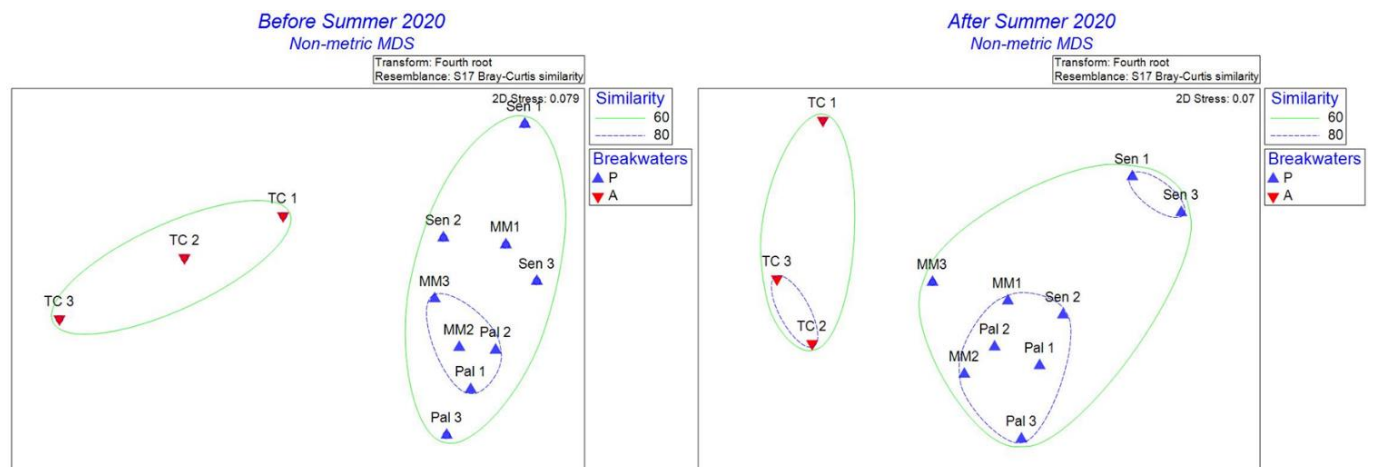 Before Summer 2020
Non-metric MDS
Transform: Fourth root
Resemblance: S17 Bray-Curtis similarity
2D Stress: 0.079
Sen 1
TC 1
TC 2
TC 3
Sen 2
MM1
Sen 3
MM3
MM2
Pal 2
Pal 1
Pal 3
Similarity
60
80
Breakwaters
P
A
After Summer 2020
Non-metric MDS
Transform: Fourth root
Resemblance: S17 Bray-Curtis similarity
2D Stress: 0.07
TC 1
Sen 1
Sen 3
TC 3
MM3
MM1
Sen 2
TC 2
Pal 2
MM2
Pal 1
Pal 3
Similarity
60
80
Breakwaters
P
A